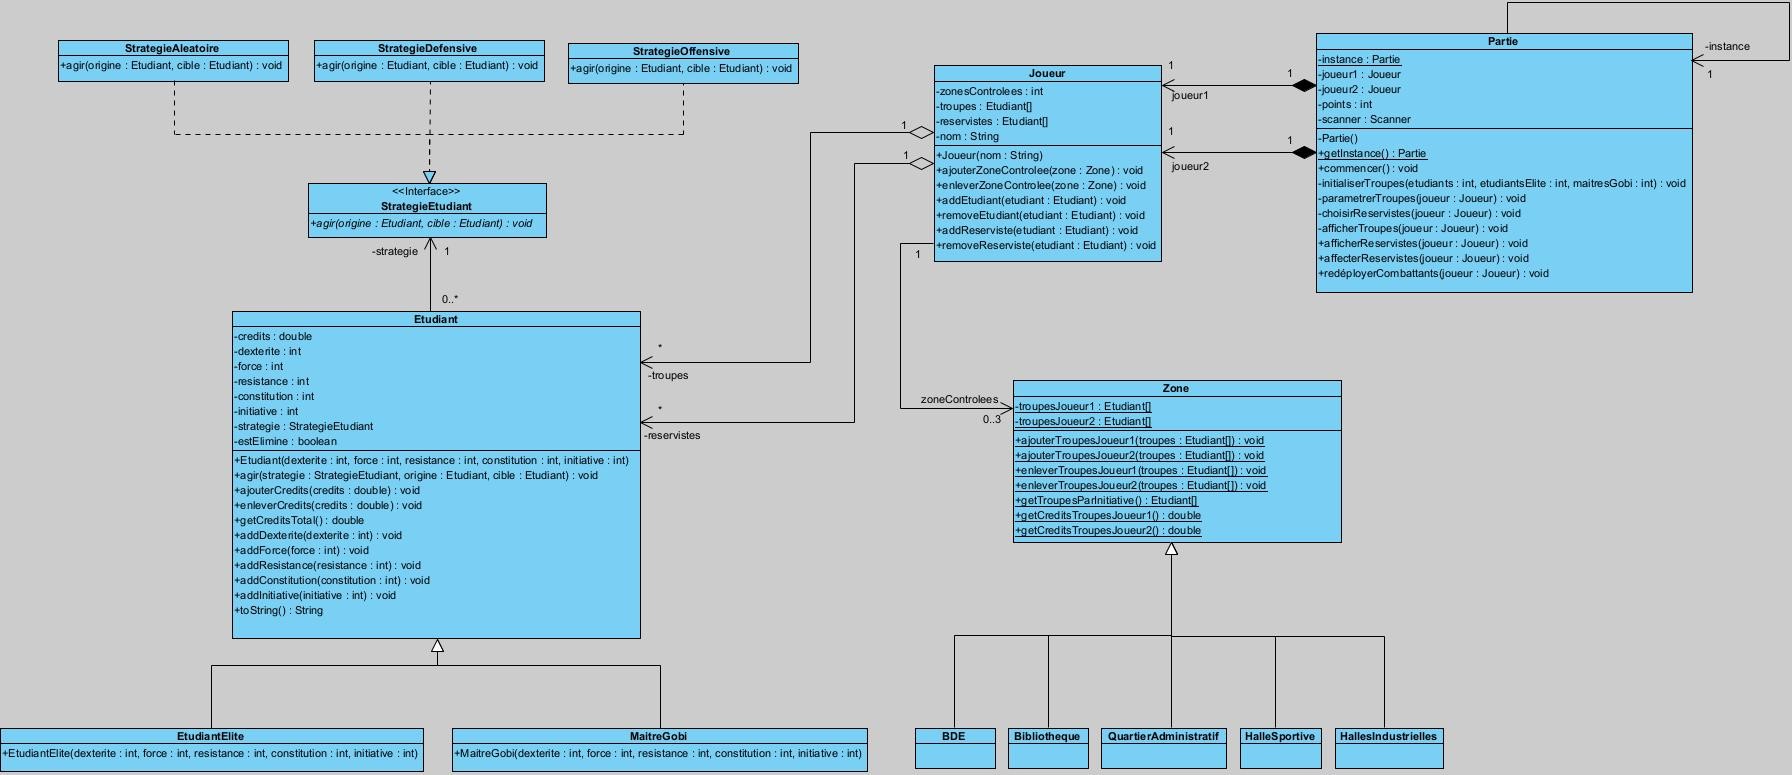 StrategieAleatoire
+agir(origine : Etudiant, cible : Etudiant) : void
StrategieDefensive
+agir(origine : Etudiant, cible : Etudiant) : void
StrategieOffensive
+agir(origine : Etudiant, cible : Etudiant) : void
<<Interface>>
StrategieEtudiant
+agir(origine : Etudiant, cible : Etudiant) : void
-strategie
1
0..*
Etudiant
-credits : double
-dexterite : int
-force : int
-resistance : int
-constitution : int
-initiative : int
-strategie : StrategieEtudiant
-estElimine : boolean
+Etudiant(dexterite : int, force : int, resistance : int, constitution : int, initiative : int)
+agir(strategie : StrategieEtudiant, origine : Etudiant, cible : Etudiant) : void
+ajouterCredits(credits : double) : void
+enleverCredits(credits : double) : void
+getCreditsTotal() : double
+addDexterite(dexterite : int) : void
+addForce(force : int) : void
+addResistance(resistance : int) : void
+addConstitution(constitution : int) : void
+addInitiative(initiative : int) : void
+toString() : String
EtudiantElite
+EtudiantElite(dexterite : int, force : int, resistance : int, constitution : int, initiative : int)
MaitreGobi
+MaitreGobi(dexterite : int, force : int, resistance : int, constitution : int, initiative : int)
Joueur
-zonesControlees : int
-troupes : Etudiant[]
-reservistes : Etudiant[]
-nom : String
+Joueur(nom : String)
+ajouterZoneControlee(zone : Zone) : void
+enleverZoneControlee(zone : Zone) : void
+addEtudiant(etudiant : Etudiant) : void
+removeEtudiant(etudiant : Etudiant) : void
+addReserviste(etudiant : Etudiant) : void
+removeReserviste(etudiant : Etudiant) : void
1
1
*
-troupes
*
-reservistes
1
zoneControlees
0..3
1
joueur1
1
1
joueur2
1
Partie
-instance : Partie
-joueur1 : Joueur
-joueur2 : Joueur
-points : int
-scanner : Scanner
-Partie()
+getInstance() : Partie
+commencer() : void
-initialiserTroupes(etudiants : int, etudiantsElite : int, maitresGobi : int) : void
-parametrerTroupes(joueur : Joueur) : void
-choisirReservistes(joueur : Joueur) : void
-afficherTroupes(joueur : Joueur) : void
+afficherReservistes(joueur : Joueur) : void
+affecterReservistes(joueur : Joueur) : void
+redéployerCombattants(joueur : Joueur) : void
-instance
1
Zone
-troupesJoueur1 : Etudiant[]
-troupesJoueur2 : Etudiant[]
+ajouterTroupesJoueur1(troupes : Etudiant[]) : void
+ajouterTroupesJoueur2(troupes : Etudiant[]) : void
+enleverTroupesJoueur1(troupes : Etudiant[]) : void
+enleverTroupesJoueur2(troupes : Etudiant[]) : void
+getTroupesParInitiative() : Etudiant[]
+getCreditsTroupesJoueur1() : double
+getCreditsTroupesJoueur2() : double
BDE
Bibliotheque
QuartierAdministratif
HalleSportive
HallesIndustrielles